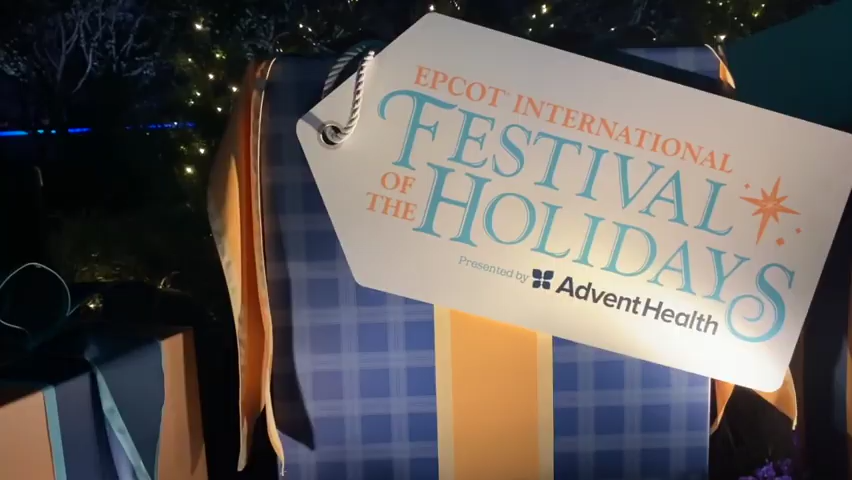 EPCOT INTERNATIONAL
FESTIVAL
OF THE
HOLIDAYS
Presented by AdventHealth